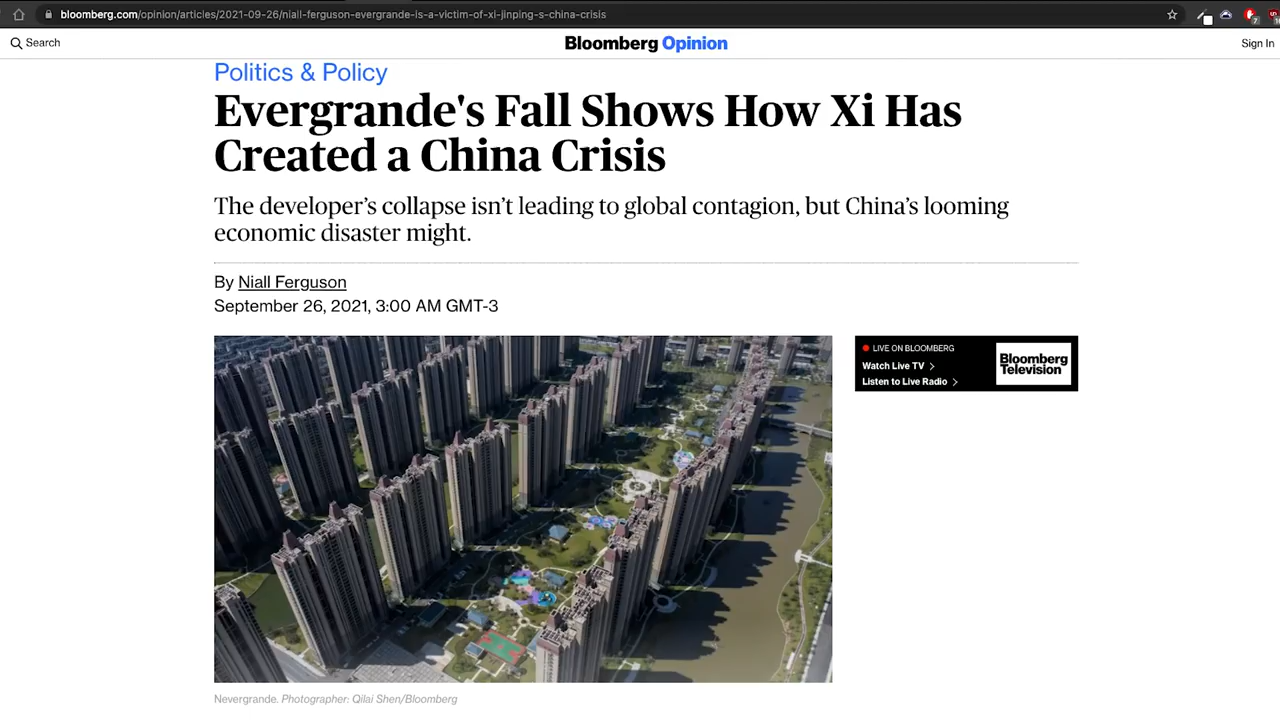 bloomberg.com/opinion/articles/2021-09-26/niall-ferguson-evergrande-is-a-victim-of-xi-jinping-s-china-crisis
Search
Bloomberg Opinion
Sign In
Politics & Policy
Evergrande's Fall Shows How Xi Has
Created a China Crisis
The developer’s collapse isn’t leading to global contagion, but China’s looming
economic disaster might.
By Niall Ferguson
September 26, 2021, 3:00 AM GMT-3
LIVE ON BLOOMBERG
Watch Live TV
Listen to Live Radio
Bloomberg
Television
Nevergrande. Photographer: Qilai Shen/Bloomberg